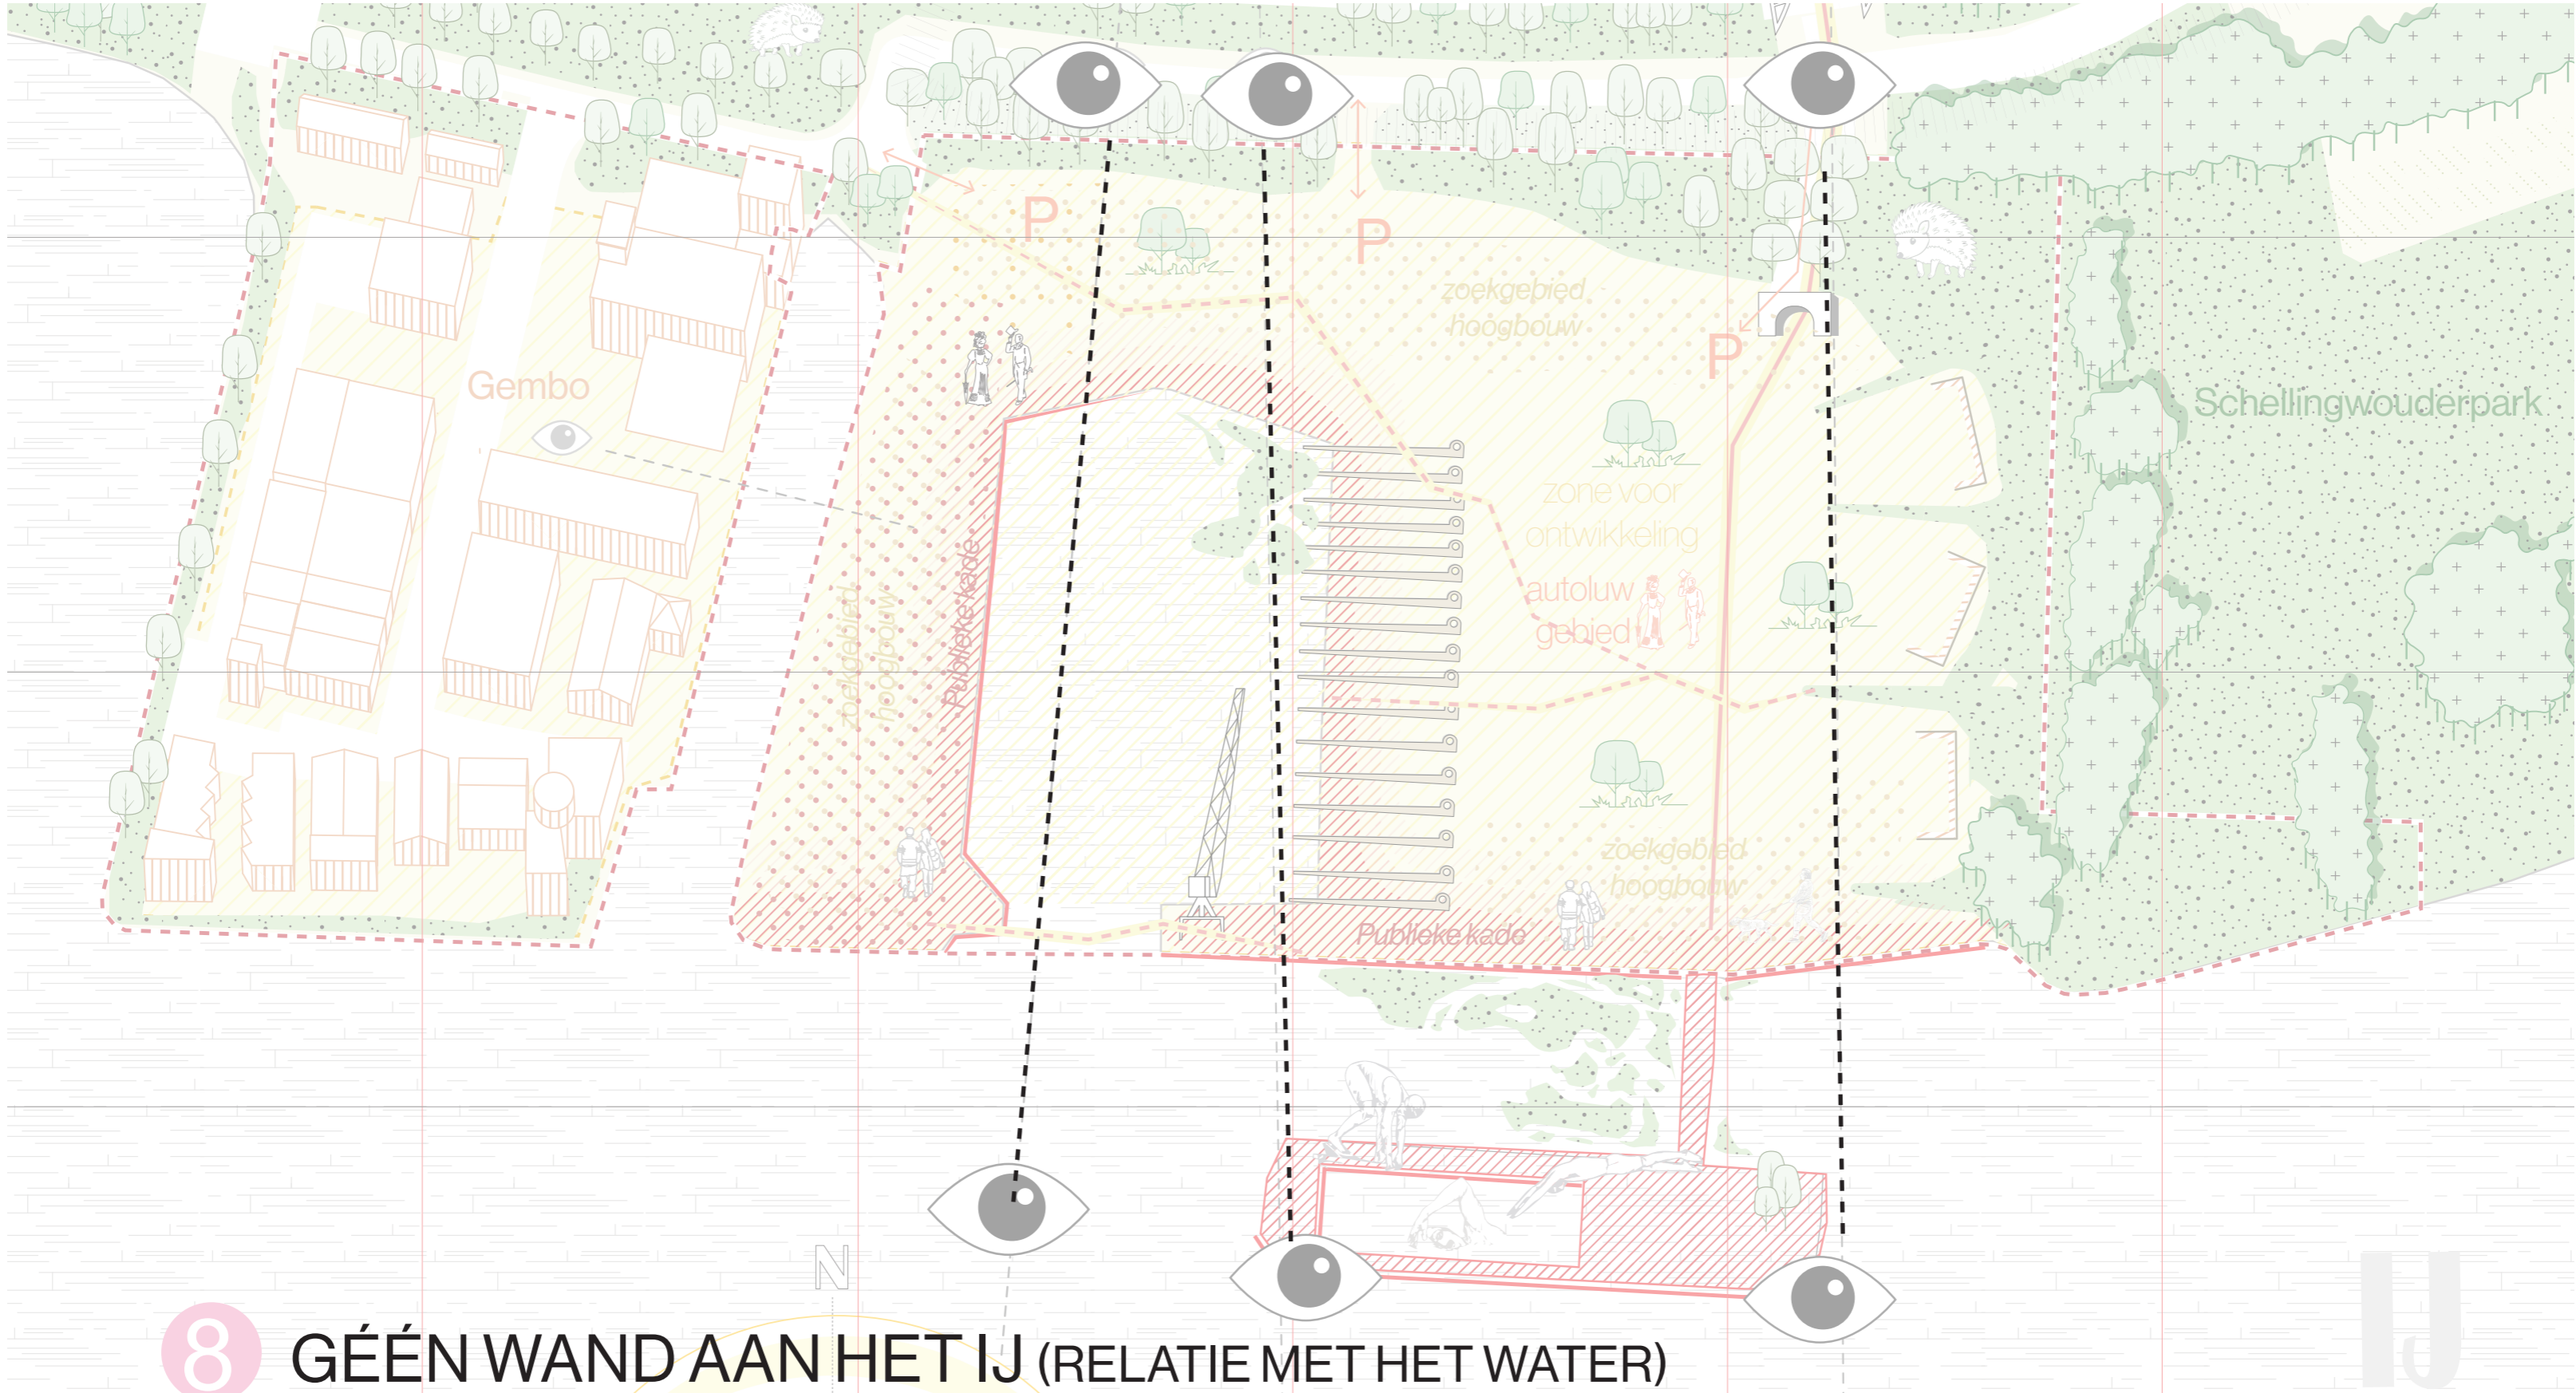 P
P
zoekgebied
hoogbouw
P
Gembo
Schellingwouderpark
zone voor
ontwikkeling
autoluw
gebied
Publieke kade
zoekgebied
hoogbouw
zoekgebied
hoogbouw
Publieke kade
N
IJ
8
GÉÉN WAND AAN HET IJ (RELATIE MET HET WATER)